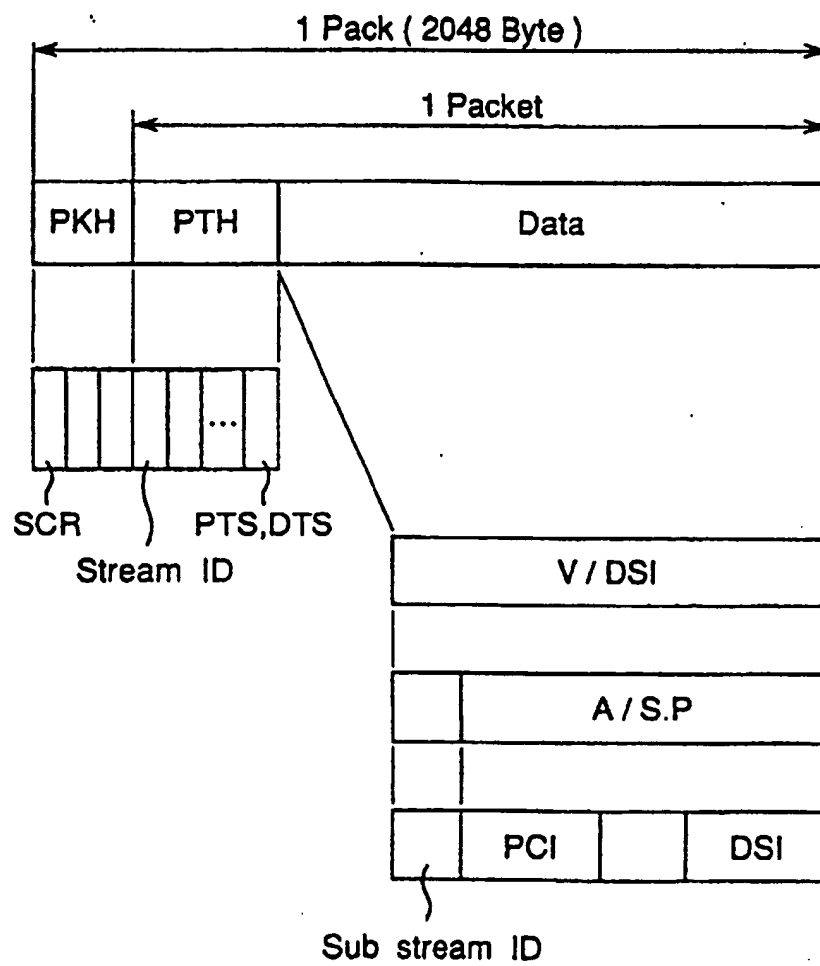 1 Pack ( 2048 Byte )
1 Packet
PKH PTH Data
...
SCR PTS,DTS
Stream ID
V / DSI
A / S.P
PCI DSI
Sub stream ID